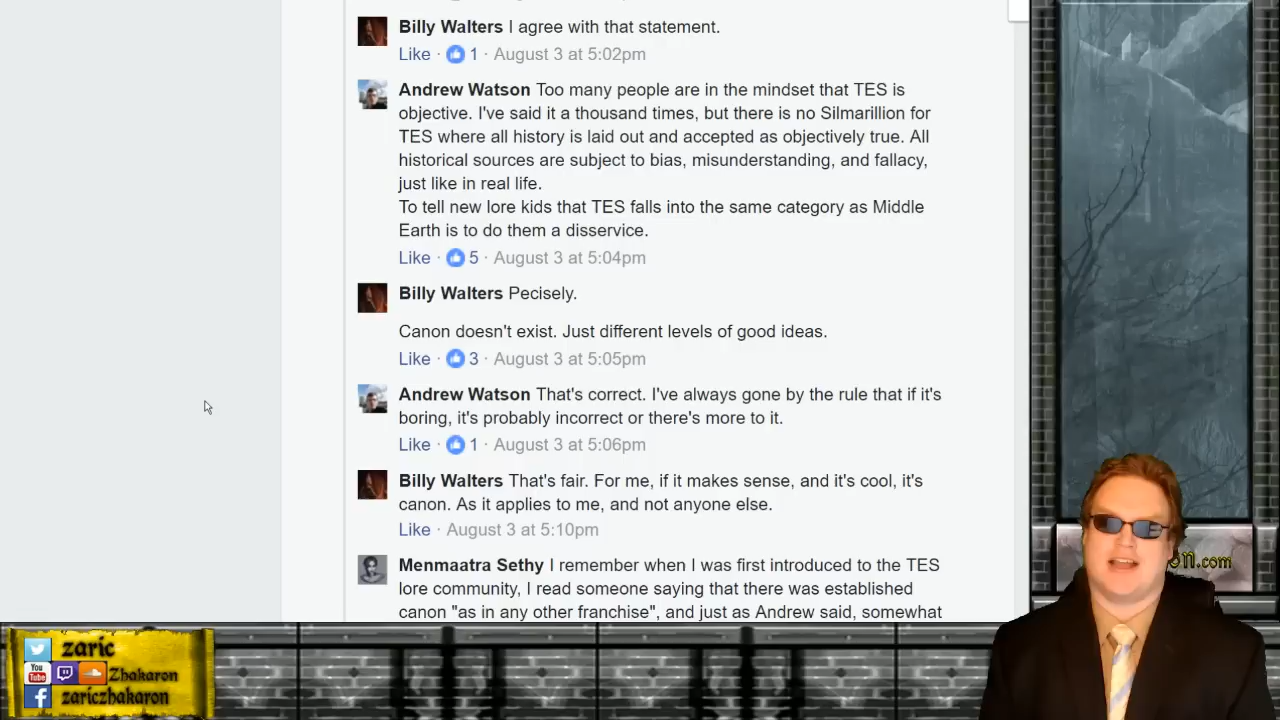 Billy Walters I agree with that statement.
Like · 1 · August 3 at 5:02pm
Andrew Watson Too many people are in the mindset that TES is
objective. I've said it a thousand times, but there is no Silmarillion for
TES where all history is laid out and accepted as objectively true. All
historical sources are subject to bias, misunderstanding, and fallacy,
just like in real life.
To tell new lore kids that TES falls into the same category as Middle
Earth is to do them a disservice.
Like · 5 · August 3 at 5:04pm
Billy Walters Pecisely.
Canon doesn't exist. Just different levels of good ideas.
Like · 3 · August 3 at 5:05pm
Andrew Watson That's correct. I've always gone by the rule that if it's
boring, it's probably incorrect or there's more to it.
Like · 1 · August 3 at 5:06pm
Billy Walters That's fair. For me, if it makes sense, and it's cool, it's
canon. As it applies to me, and not anyone else.
Like · August 3 at 5:10pm
Menmaatra Sethy I remember when I was first introduced to the TES
lore community, I read someone saying that there was established
canon "as in any other franchise", and just as Andrew said, somewhat
.com
zaric
You Tube Zhakaron
zariczhakaron